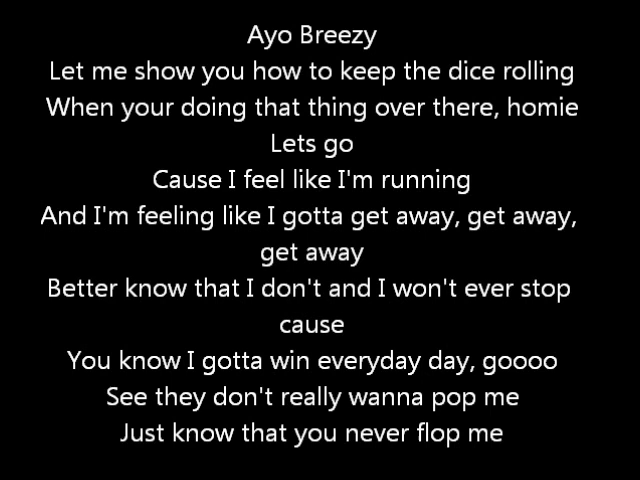 Ayo Breezy
Let me show you how to keep the dice rolling
When your doing that thing over there, homie
Lets go
Cause I feel like I'm running
And I'm feeling like I gotta get away, get away,
get away
Better know that I don't and I won't ever stop
cause
You know I gotta win everyday day, goooo
See they don't really wanna pop me
Just know that you never flop me